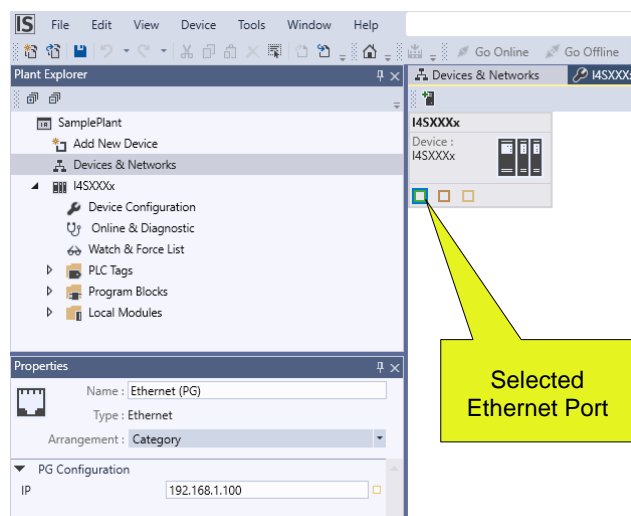 IS File Edit View Device Tools Window Help
Go Online Go Offline
Plant Explorer
Devices & Networks I4SXXX
SamplePlant
Add New Device
Devices & Networks
I4SXXXx
Device Configuration
Online & Diagnostic
Watch & Force List
PLC Tags
Program Blocks
Local Modules
I4SXXXx
Device :
I4SXXXx
Selected
Ethernet Port
Properties
Name : Ethernet (PG)
Type : Ethernet
Arrangement : Category
PG Configuration
IP 192.168.1.100